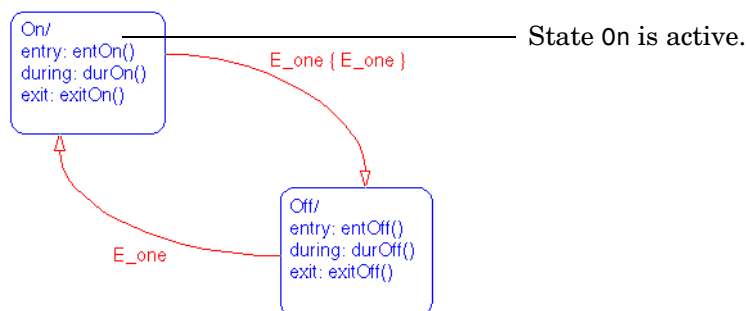 On/
entry: entOn()
during: durOn()
exit: exitOn()
State On is active.
E_one { E_one }
Off/
entry: entOff()
during: durOff()
exit: exitOff()
E_one